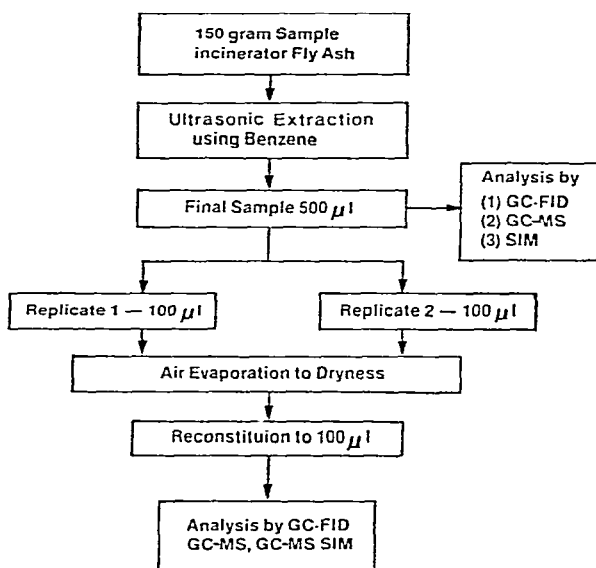 150 gram Sample
incinerator Fly Ash
Ultrasonic Extraction
using Benzene
Final Sample 500 μl
Analysis by
(1) GC-FID
(2) GC-MS
(3) SIM
Replicate 1 — 100 μl
Replicate 2 — 100 μl
Air Evaporation to Dryness
Reconstituion to 100 μl
Analysis by GC-FID
GC-MS, GC-MS SIM